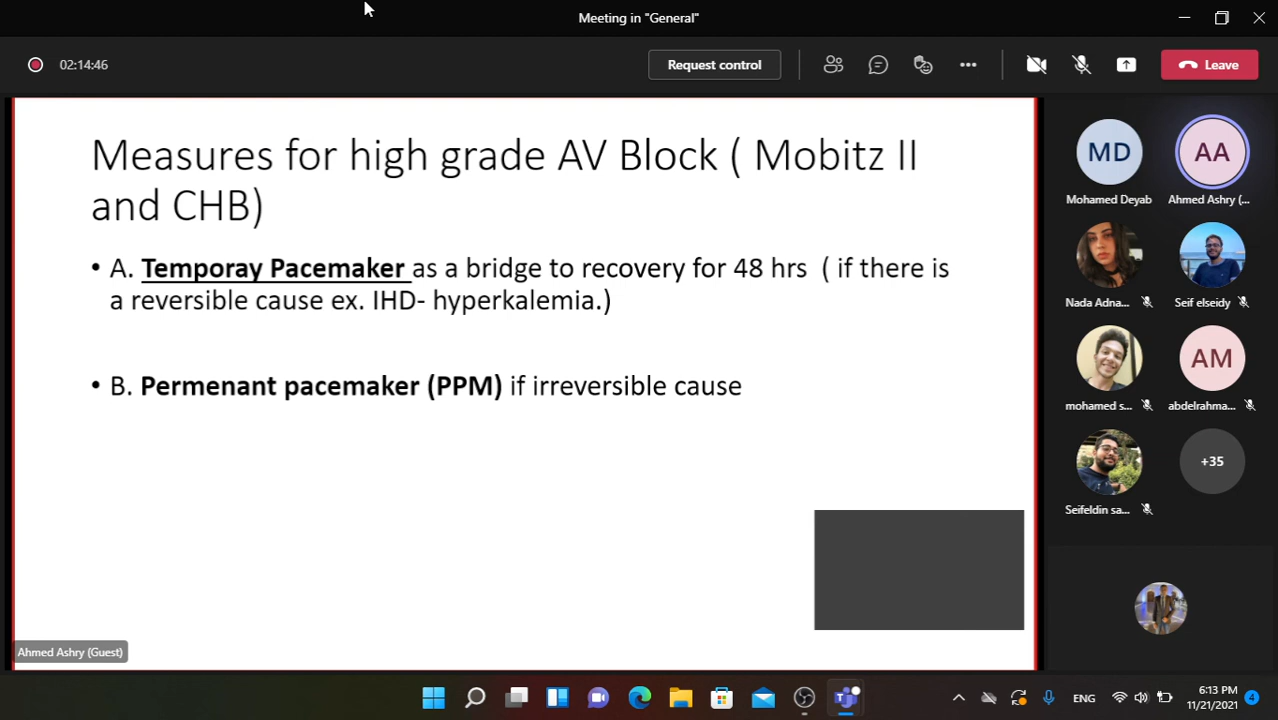 Meeting in "General"
02:14:46
Request control
Leave
Measures for high grade AV Block ( Mobitz II
and CHB)
• A. Temporay Pacemaker as a bridge to recovery for 48 hrs ( if there is
a reversible cause ex. IHD- hyperkalemia.)
• B. Permenant pacemaker (PPM) if irreversible cause
MD
AA
Mohamed Deyab
Ahmed Ashry (...
Nada Adna...
Seif elseidy
AM
mohamed s...
abdelrahma...
+35
Seifeldin sa...
Ahmed Ashry (Guest)
ENG
6:13 PM
11/21/2021
4